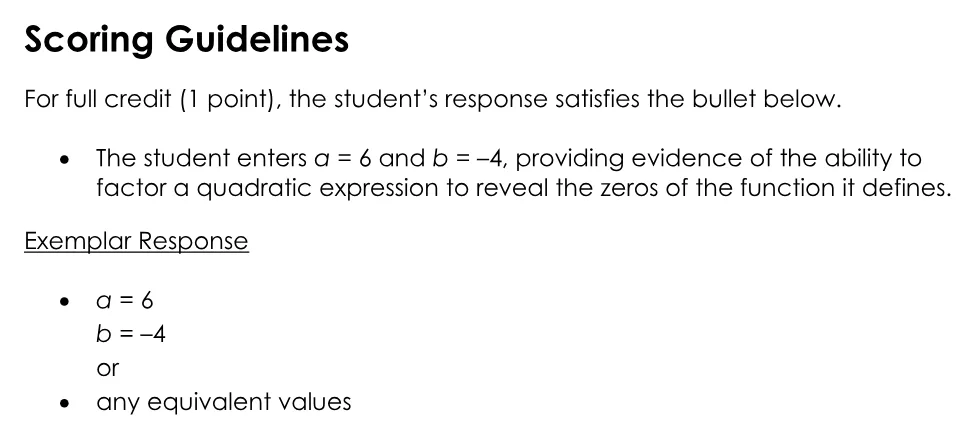 Scoring Guidelines
For full credit (1 point), the student's response satisfies the bullet below.
• The student enters a = 6 and b = –4, providing evidence of the ability to
factor a quadratic expression to reveal the zeros of the function it defines.
Exemplar Response
• a = 6
b = –4
or
• any equivalent values